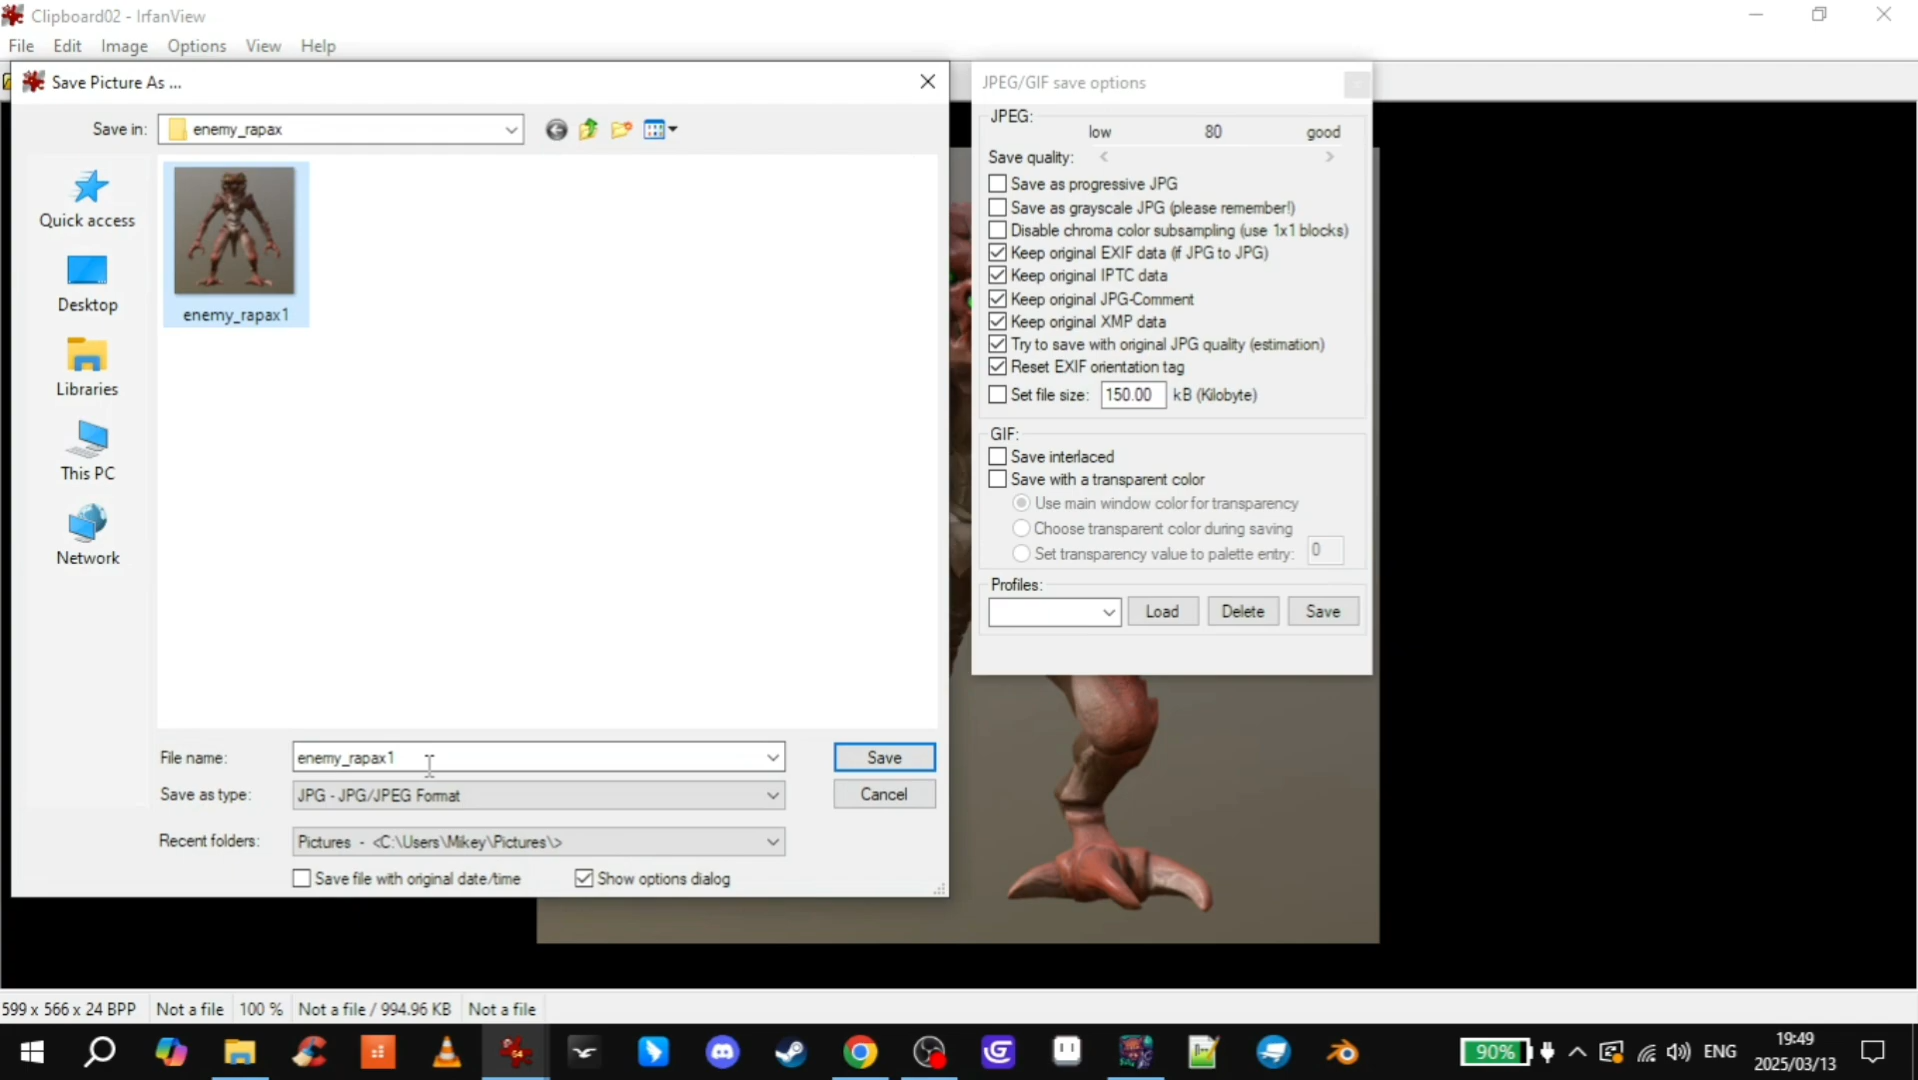 Clipboard02 - IrfanView
File Edit Image Options View Help
Save Picture As ...
Save in: enemy_rapax
Quick access
Desktop
Libraries
This PC
Network
enemy_rapax1
File name: enemy_rapax1 Save
Save as type: JPG - JPG/JPEG Format Cancel
Recent folders: Pictures - <C:\Users\Mikey\Pictures\>
Save file with original date/time Show options dialog
JPEG/GIF save options
JPEG:
low 80 good
Save quality:
Save as progressive JPG
Save as grayscale JPG (please remember!)
Disable chroma color subsampling (use 1x1 blocks)
Keep original EXIF data (if JPG to JPG)
Keep original IPTC data
Keep original JPG-Comment
Keep original XMP data
Try to save with original JPG quality (estimation)
Reset EXIF orientation tag
Set file size: 150.00 kB (Kilobyte)
GIF:
Save interlaced
Save with a transparent color
Use main window color for transparency
Choose transparent color during saving
Set transparency value to palette entry: 0
Profiles:
Load Delete Save
599 x 566 x 24 BPP Not a file 100 % Not a file / 994.96 KB Not a file
64
90% ENG 19:49
2025/03/13